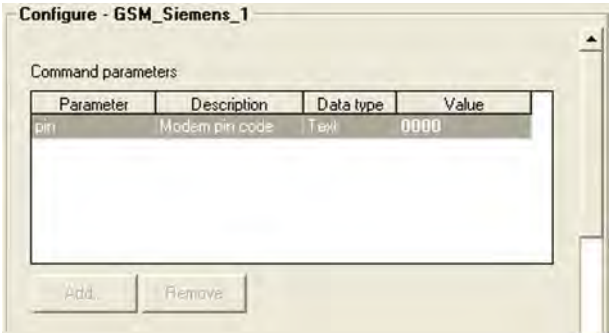 Configure - GSM_Siemens_1
Command parameters
Parameter Description Data type Value
pin Modem pin code Text 0000
Add... Remove